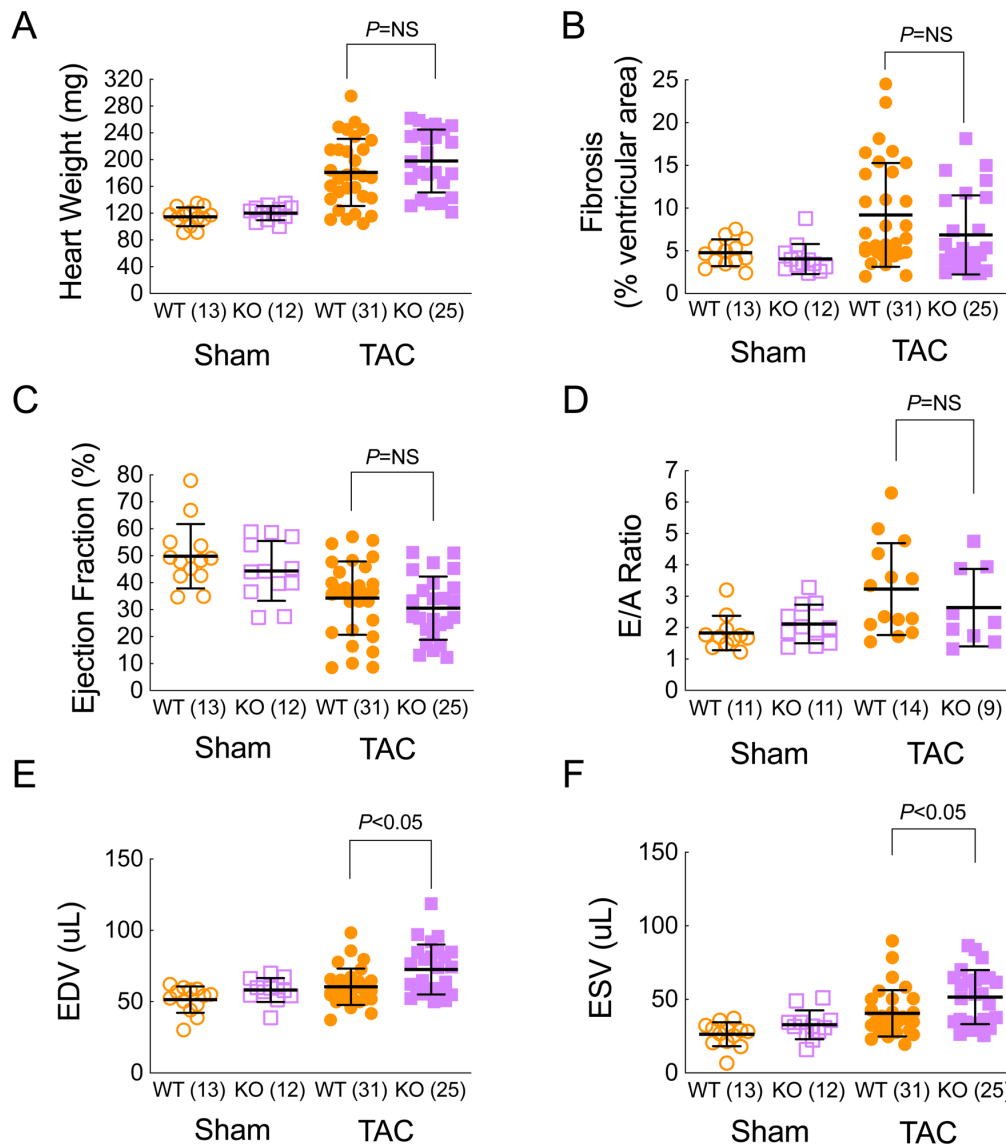 A
P=NS
Heart Weight (mg)
320
280
240
200
160
120
80
40
0
WT (13) KO (12) WT (31) KO (25)
Sham TAC
B
P=NS
Fibrosis
(% ventricular area)
25
20
15
10
5
0
WT (13) KO (12) WT (31) KO (25)
Sham TAC
C
P=NS
Ejection Fraction (%)
80
70
60
50
40
30
20
10
0
WT (13) KO (12) WT (31) KO (25)
Sham TAC
D
P=NS
E/A Ratio
7
6
5
4
3
2
1
0
WT (11) KO (11) WT (14) KO (9)
Sham TAC
E
P<0.05
EDV (uL)
150
100
50
0
WT (13) KO (12) WT (31) KO (25)
Sham TAC
F
P<0.05
ESV (uL)
150
100
50
0
WT (13) KO (12) WT (31) KO (25)
Sham TAC